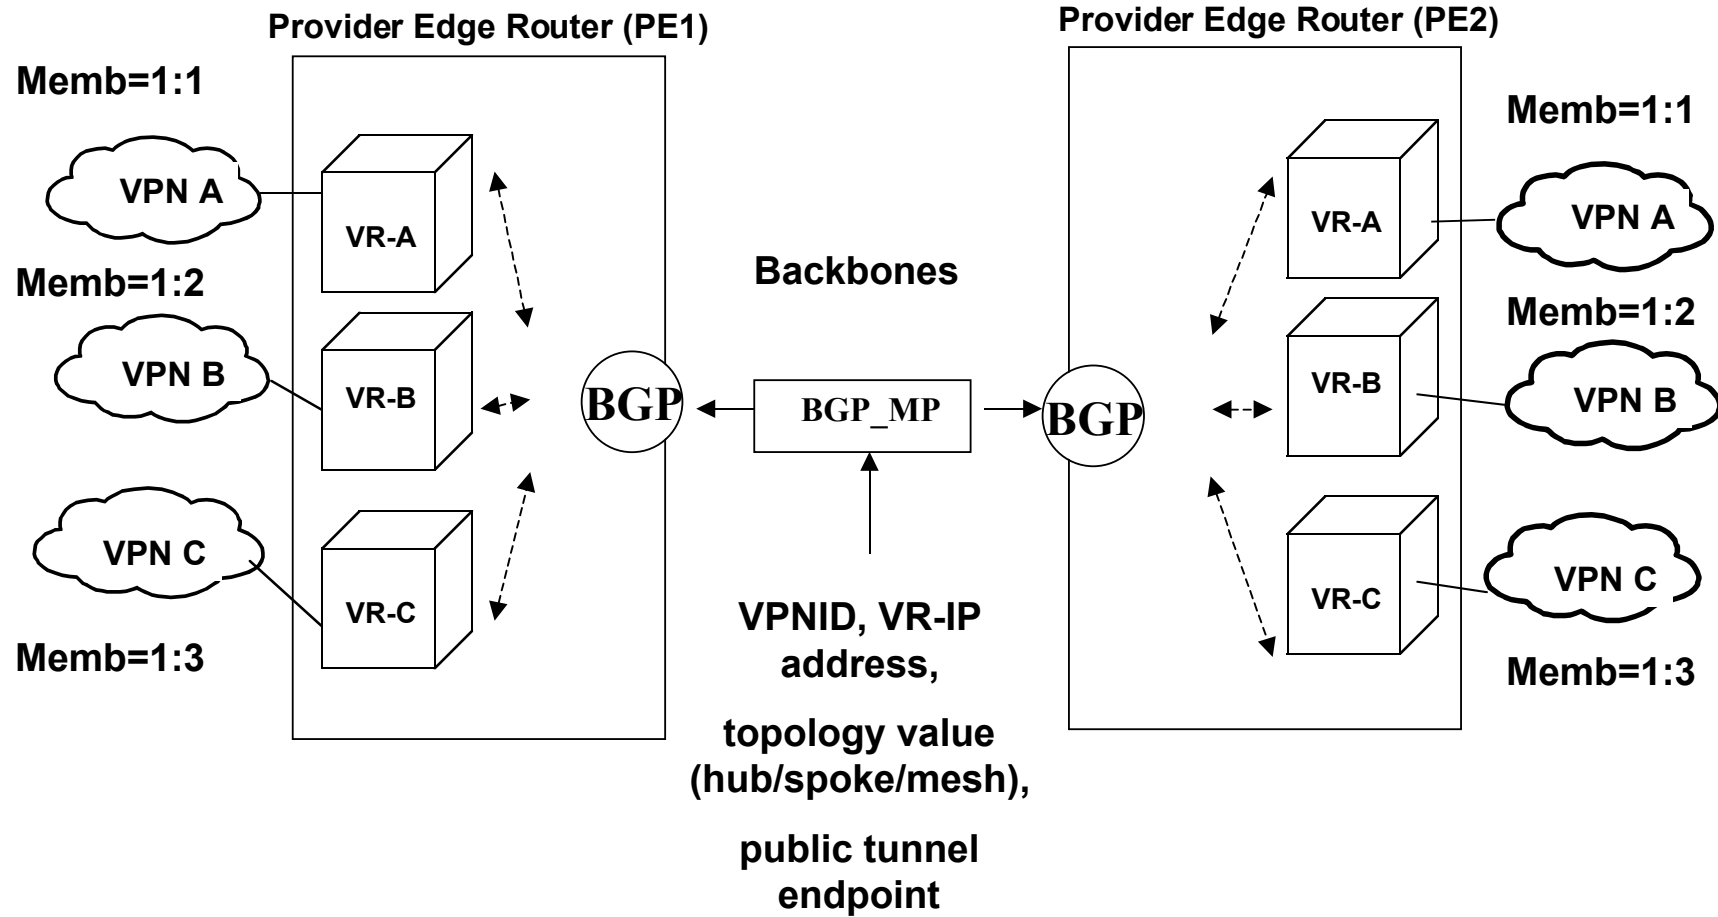 Provider Edge Router (PE1)
Provider Edge Router (PE2)
Memb=1:1
VPN A
VR-A
Memb=1:2
VPN B
VR-B
VPN C
VR-C
Memb=1:3
BGP
Backbones
BGP_MP
VPNID, VR-IP
address,
topology value
(hub/spoke/mesh),
public tunnel
endpoint
BGP
Memb=1:1
VR-A
VPN A
Memb=1:2
VR-B
VPN B
VR-C
VPN C
Memb=1:3